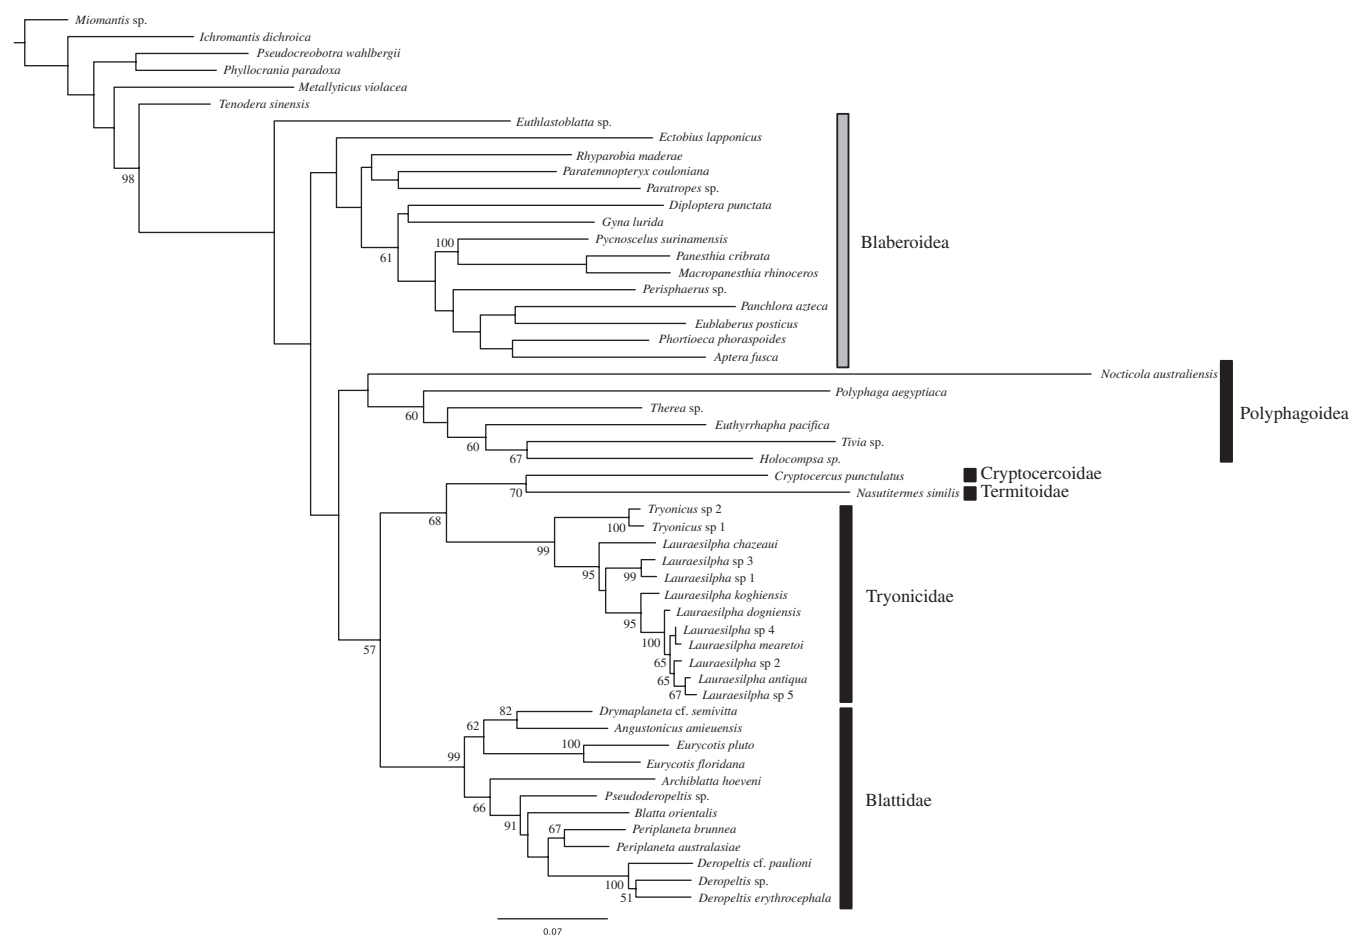 Miomantis sp.
Ichromantis dichroica
Pseudocreobotra wahlbergii
Phyllocrania paradoxa
Metallyticus violacea
Tenodera sinensis
98
Euthlastoblatta sp.
Ectobius lapponicus
Rhyparobia maderae
Paratemnopteryx couloniana
Paratropes sp.
Diploptera punctata
Gyna lurida
61
100
Pycnoscelus surinamensis
Panesthia cribrata
Macropanesthia rhinoceros
Perisphaerus sp.
Panchlora azteca
Eublaberus posticus
Phortioeca phoraspoides
Aptera fusca
Blaberoidea
Nocticola australiensis
Polyphaga aegyptiaca
60
Therea sp.
Euthyrrhapha pacifica
60
Tivia sp.
67
Holocompsa sp.
Polyphagoidea
Cryptocercus punctulatus
Cryptocercoidae
70
Nasutitermes similis
Termitoidae
68
Tryonicus sp 2
100
Tryonicus sp 1
99
Lauraesilpha chazeaui
95
Lauraesilpha sp 3
99
Lauraesilpha sp 1
Lauraesilpha koghiensis
95
Lauraesilpha dogniensis
100
Lauraesilpha sp 4
Lauraesilpha mearetoi
65
Lauraesilpha sp 2
65
Lauraesilpha antiqua
67
Lauraesilpha sp 5
Tryonicidae
57
82
Drymaplaneta cf. semivitta
62
Angustonicus amieuensis
99
100
Eurycotis pluto
Eurycotis floridana
Archiblatta hoeveni
66
Pseudoderopeltis sp.
91
Blatta orientalis
67
Periplaneta brunnea
Periplaneta australasiae
Deropeltis cf. paulioni
100
Deropeltis sp.
51
Deropeltis erythrocephala
Blattidae
0.07